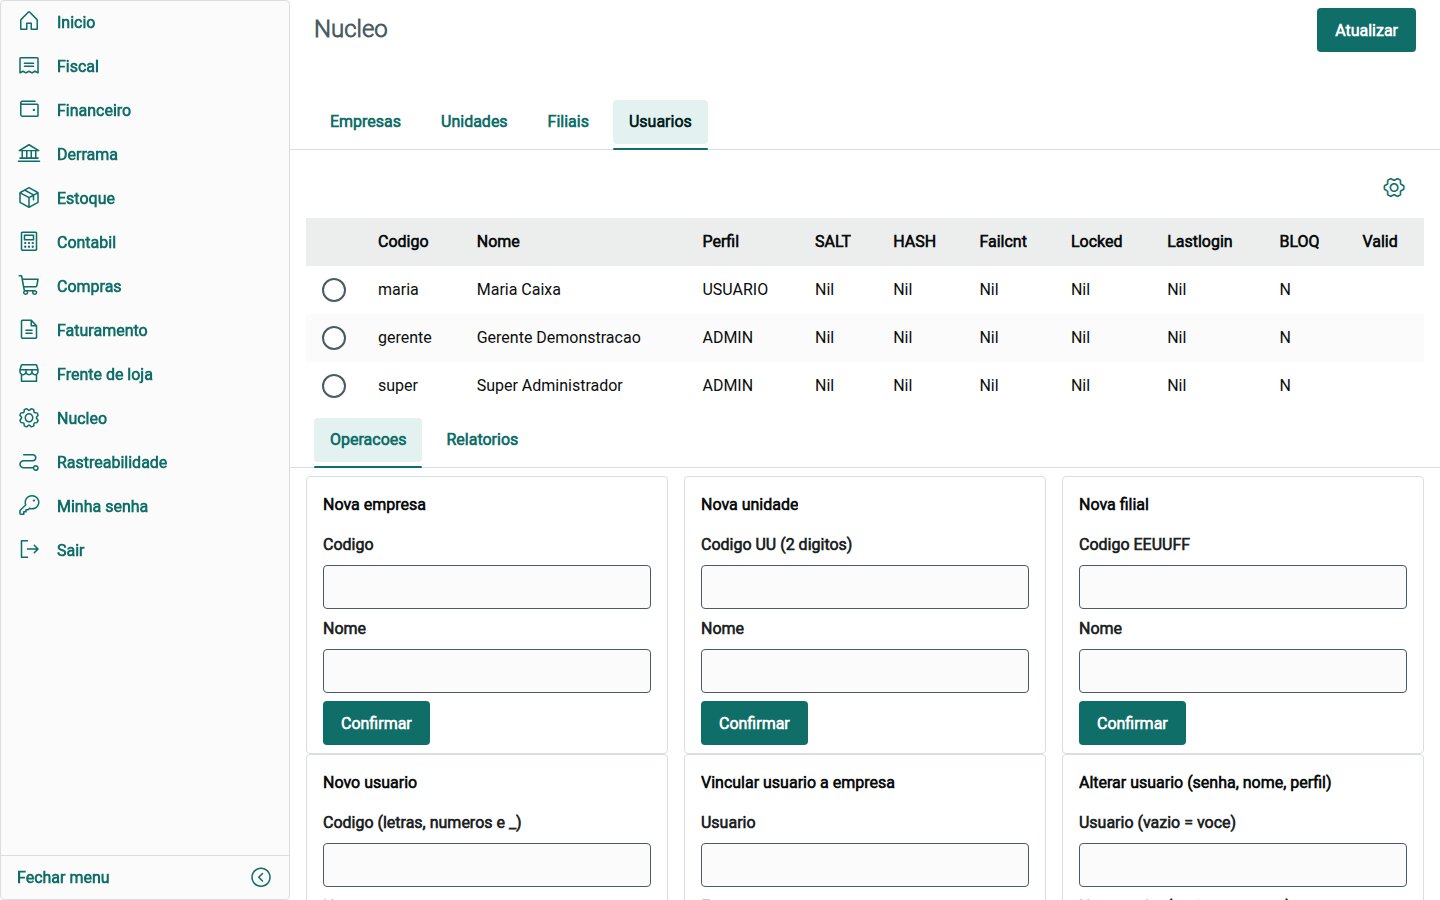 Inicio
Fiscal
Financeiro
Derrama
Estoque
Contabil
Compras
Faturamento
Frente de loja
Nucleo
Rastreabilidade
Minha senha
Sair
Fechar menu
Nucleo
Atualizar
Empresas Unidades Filiais Usuarios
Codigo Nome Perfil SALT HASH Failcnt Locked Lastlogin BLOQ Valid
maria Maria Caixa USUARIO Nil Nil Nil Nil Nil N
gerente Gerente Demonstracao ADMIN Nil Nil Nil Nil Nil N
super Super Administrador ADMIN Nil Nil Nil Nil Nil N
Operacoes Relatorios
Nova empresa
Codigo
Nome
Confirmar
Nova unidade
Codigo UU (2 digitos)
Nome
Confirmar
Nova filial
Codigo EEUUFF
Nome
Confirmar
Novo usuario
Codigo (letras, numeros e _)
Vincular usuario a empresa
Usuario
Alterar usuario (senha, nome, perfil)
Usuario (vazio = voce)